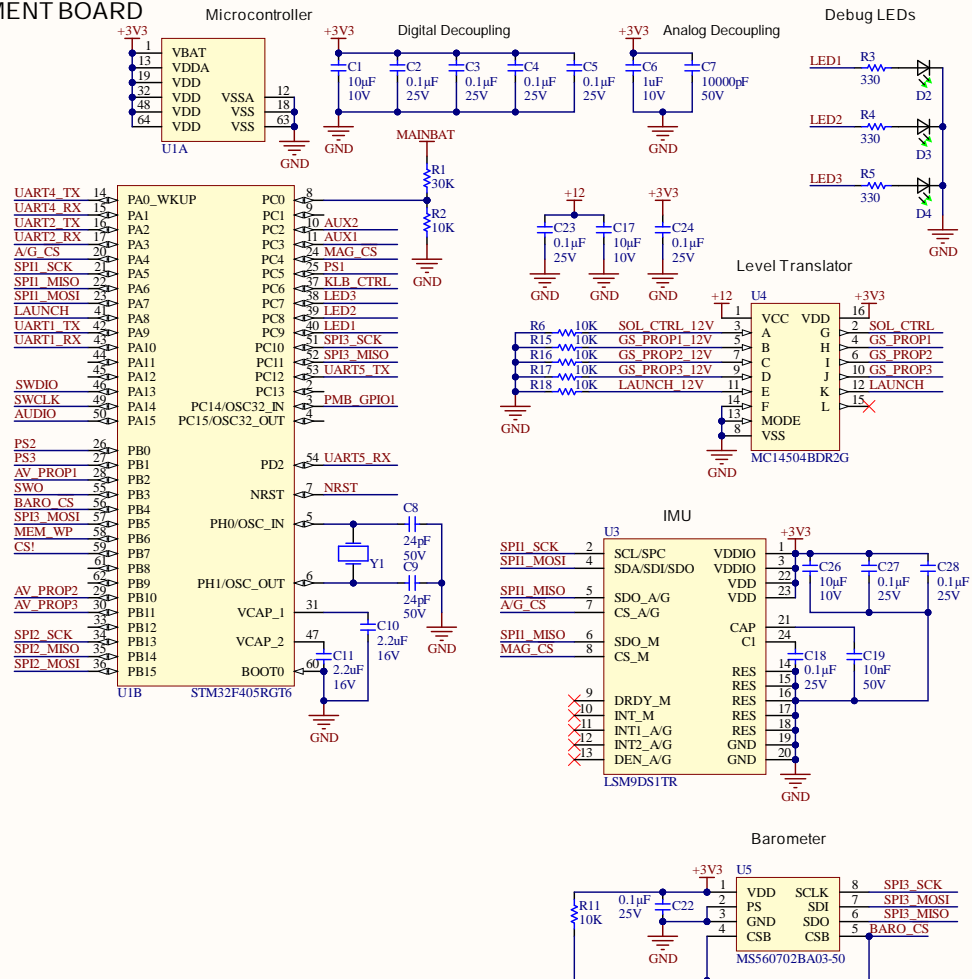 MENT BOARD
Microcontroller
+3V3
1 VBAT
13 VDDA
19 VDD
32 VDD VSSA 12
48 VDD VSS 18
64 VDD VSS 63
U1A
GND
Digital Decoupling
+3V3
C1 10µF 10V
C2 0.1µF 25V
C3 0.1µF 25V
C4 0.1µF 25V
C5 0.1µF 25V
GND
Analog Decoupling
+3V3
C6 1uF 10V
C7 10000pF 50V
GND
Debug LEDs
LED1 R3 330 D2
LED2 R4 330 D3
LED3 R5 330 D4
GND
MAINBAT
R1 30K
R2 10K
GND
UART4_TX 14 PA0_WKUP PC0 8
UART4_RX 15 PA1 PC1 9
UART2_TX 16 PA2 PC2 10 AUX2
UART2_RX 17 PA3 PC3 11 AUX1
A/G_CS 20 PA4 PC4 24 MAG_CS
SPI1_SCK 21 PA5 PC5 25 PS1
SPI1_MISO 22 PA6 PC6 37 KLB_CTRL
SPI1_MOSI 23 PA7 PC7 38 LED3
LAUNCH 41 PA8 PC8 39 LED2
UART1_TX 42 PA9 PC9 40 LED1
UART1_RX 43 PA10 PC10 51 SPI3_SCK
44 PA11 PC11 52 SPI3_MISO
45 PA12 PC12 53 UART5_TX
SWDIO 46 PA13 PC13 2
SWCLK 49 PA14 PC14/OSC32_IN 3 PMB_GPIO1
AUDIO 50 PA15 PC15/OSC32_OUT 4
PS2 26 PB0
PS3 27 PB1 PD2 54 UART5_RX
AV_PROP1 28 PB2
SWO 55 PB3 NRST 7 NRST
BARO_CS 56 PB4
SPI3_MOSI 57 PB5 PH0/OSC_IN 5
MEM_WP 58 PB6
CS! 59 PB7
61 PB8
62 PB9 PH1/OSC_OUT 6
AV_PROP2 29 PB10
AV_PROP3 30 PB11 VCAP_1 31
33 PB12
SPI2_SCK 34 PB13 VCAP_2 47
SPI2_MISO 35 PB14
SPI2_MOSI 36 PB15 BOOT0 60
U1B STM32F405RGT6
C8
24pF
50V
Y1
C9
24pF
50V
GND
C10
2.2uF
16V
C11
2.2uF
16V
GND
+12
C23 0.1µF 25V
C17 10µF 10V
GND GND
+3V3
C24 0.1µF 25V
GND
Level Translator
+12 U4 +3V3
1 VCC VDD 16
R6 10K SOL_CTRL_12V 3 A G 2 SOL_CTRL
R15 10K GS_PROP1_12V 5 B H 4 GS_PROP1
R16 10K GS_PROP2_12V 7 C I 6 GS_PROP2
R17 10K GS_PROP3_12V 9 D J 10 GS_PROP3
R18 10K LAUNCH_12V 11 E K 12 LAUNCH
14 F L 15
13 MODE
8 VSS
GND
GND
MC14504BDR2G
IMU
U3 +3V3
SPI1_SCK 2 SCL/SPC VDDIO 1
SPI1_MOSI 4 SDA/SDI/SDO VDDIO 3
VDD 22
SPI1_MISO 5 SDO_A/G VDD 23
A/G_CS 7 CS_A/G
CAP 21
SPI1_MISO 6 SDO_M C1 24
MAG_CS 8 CS_M
RES 14
RES 15
9 DRDY_M RES 16
10 INT_M RES 17
11 INT1_A/G RES 18
12 INT2_A/G GND 19
13 DEN_A/G GND 20
LSM9DS1TR
GND
C26 10µF 10V
C27 0.1µF 25V
C28 0.1µF 25V
C18 0.1µF 25V
C19 10nF 50V
Barometer
+3V3 U5
1 VDD SCLK 8 SPI3_SCK
2 PS SDI 7 SPI3_MOSI
3 GND SDO 6 SPI3_MISO
4 CSB CSB 5 BARO_CS
MS560702BA03-50
R11
10K
0.1µF
25V
C22
GND